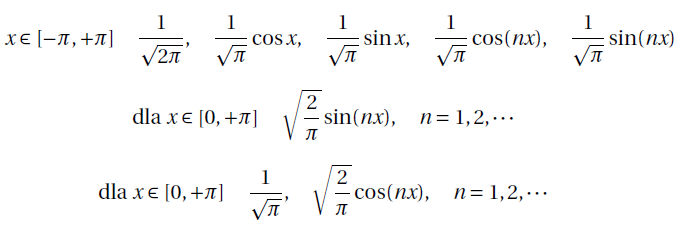 x ∈ [−π, +π] 1/√2π, 1/√π cos x, 1/√π sin x, 1/√π cos(nx), 1/√π sin(nx)
dla x ∈ [0, +π] √(2/π) sin(nx), n = 1, 2, ⋯
dla x ∈ [0, +π] 1/√π, √(2/π) cos(nx), n = 1, 2, ⋯